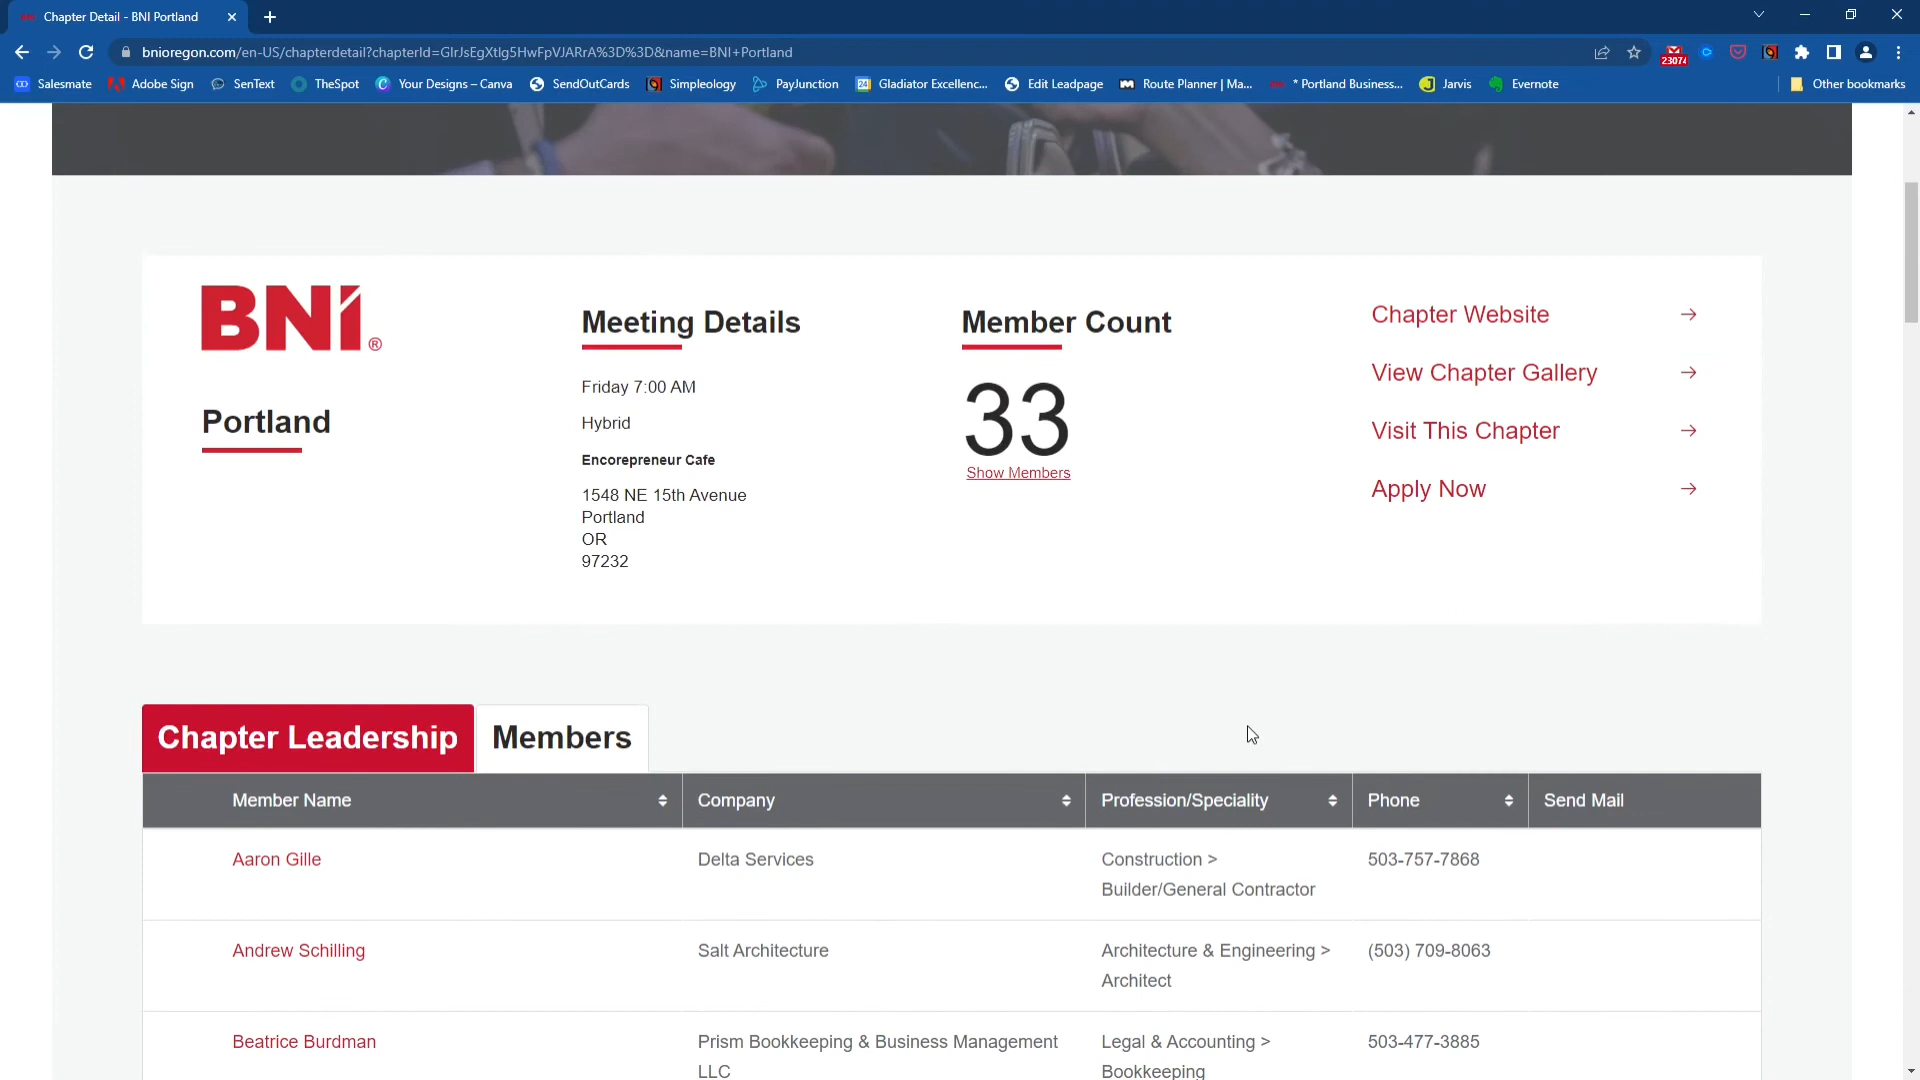 Chapter Detail - BNI Portland
bnioregon.com/en-US/chapterdetail?chapterId=GlrJsEgXtlg5HwFpVJARrA%3D%3D&name=BNI+Portland
23074
Salesmate
Adobe Sign
SenText
TheSpot
Your Designs – Canva
SendOutCards
Simpleology
PayJunction
24
Gladiator Excellenc...
Edit Leadpage
Route Planner | Ma...
* Portland Business...
Jarvis
Evernote
Other bookmarks
BNI®
Portland
Meeting Details
Friday 7:00 AM
Hybrid
Encorepreneur Cafe
1548 NE 15th Avenue
Portland
OR
97232
Member Count
33
Show Members
Chapter Website
View Chapter Gallery
Visit This Chapter
Apply Now
Chapter Leadership
Members
Member Name Company Profession/Speciality Phone Send Mail
Aaron Gille Delta Services Construction > 503-757-7868
Builder/General Contractor
Andrew Schilling Salt Architecture Architecture & Engineering > (503) 709-8063
Architect
Beatrice Burdman Prism Bookkeeping & Business Management Legal & Accounting > 503-477-3885
LLC Bookkeeping